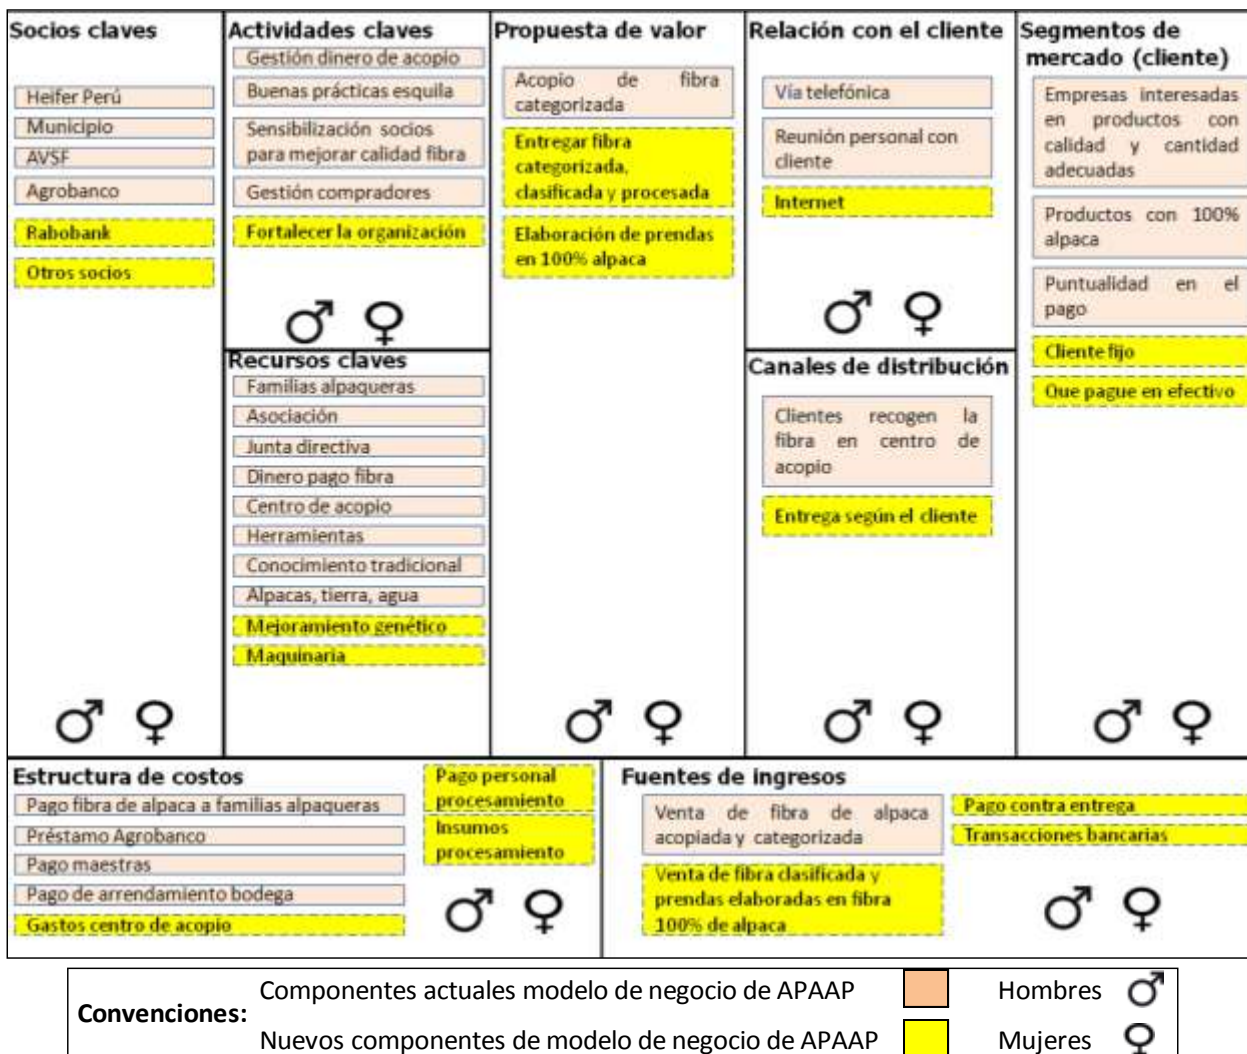 Socios claves
Heifer Perú
Municipio
AVSF
Agrobanco
Rabobank
Otros socios
Actividades claves
Gestión dinero de acopio
Buenas prácticas esquila
Sensibilización socios
para mejorar calidad fibra
Gestión compradores
Fortalecer la organización
Recursos claves
Familias alpaqueras
Asociación
Junta directiva
Dinero pago fibra
Centro de acopio
Herramientas
Conocimiento tradicional
Alpacas, tierra, agua
Mejoramiento genético
Maquinaria
Propuesta de valor
Acopio de fibra
categorizada
Entregar fibra
categorizada,
clasificada y procesada
Elaboración de prendas
en 100% alpaca
Relación con el cliente
Vía telefónica
Reunión personal con
cliente
Internet
Canales de distribución
Clientes recogen la
fibra en centro de
acopio
Entrega según el cliente
Segmentos de
mercado (cliente)
Empresas interesadas
en productos con
calidad y cantidad
adecuadas
Productos con 100%
alpaca
Puntualidad en el
pago
Cliente fijo
Que pague en efectivo
Estructura de costos
Pago fibra de alpaca a familias alpaqueras
Préstamo Agrobanco
Pago maestras
Pago de arrendamiento bodega
Gastos centro de acopio
Pago personal
procesamiento
Insumos
procesamiento
Fuentes de ingresos
Venta de fibra de alpaca
acopiada y categorizada
Venta de fibra clasificada y
prendas elaboradas en fibra
100% de alpaca
Pago contra entrega
Transacciones bancarias
Convenciones:
Componentes actuales modelo de negocio de APAAP
Hombres
Nuevos componentes de modelo de negocio de APAAP
Mujeres